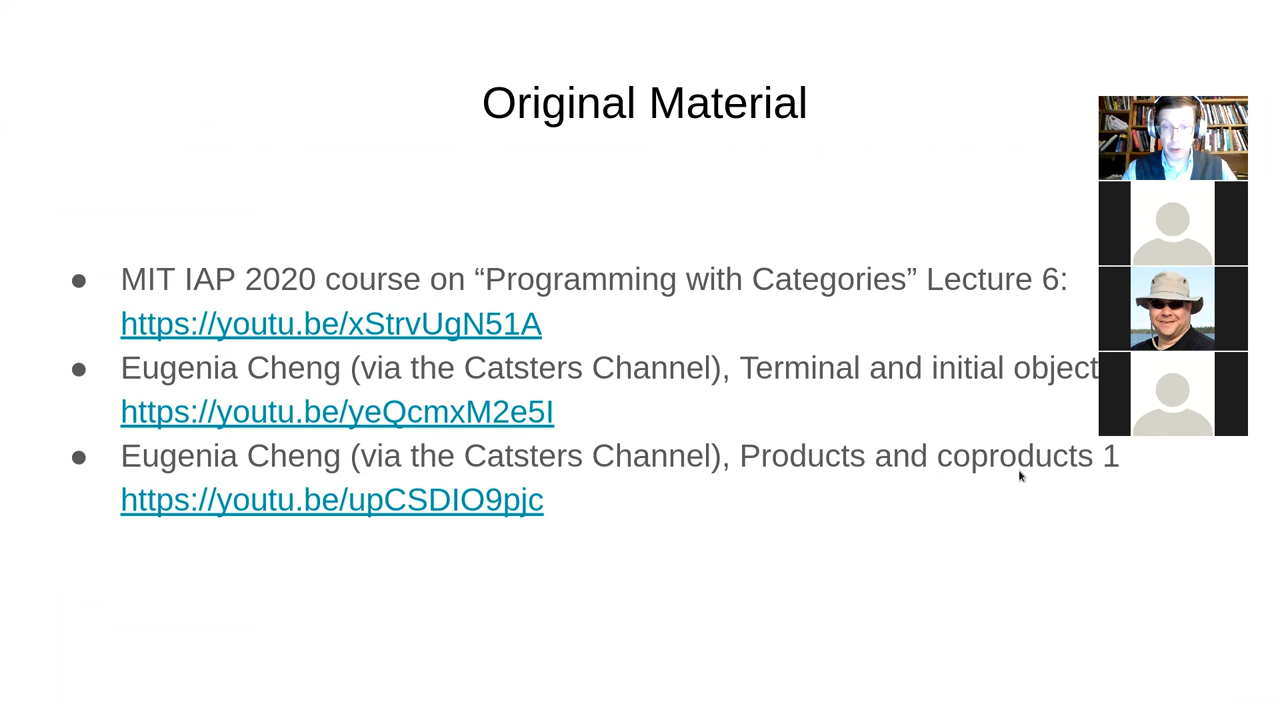 Original Material
● MIT IAP 2020 course on “Programming with Categories” Lecture 6:
https://youtu.be/xStrvUgN51A
● Eugenia Cheng (via the Catsters Channel), Terminal and initial object
https://youtu.be/yeQcmxM2e5I
● Eugenia Cheng (via the Catsters Channel), Products and coproducts 1
https://youtu.be/upCSDIO9pjc